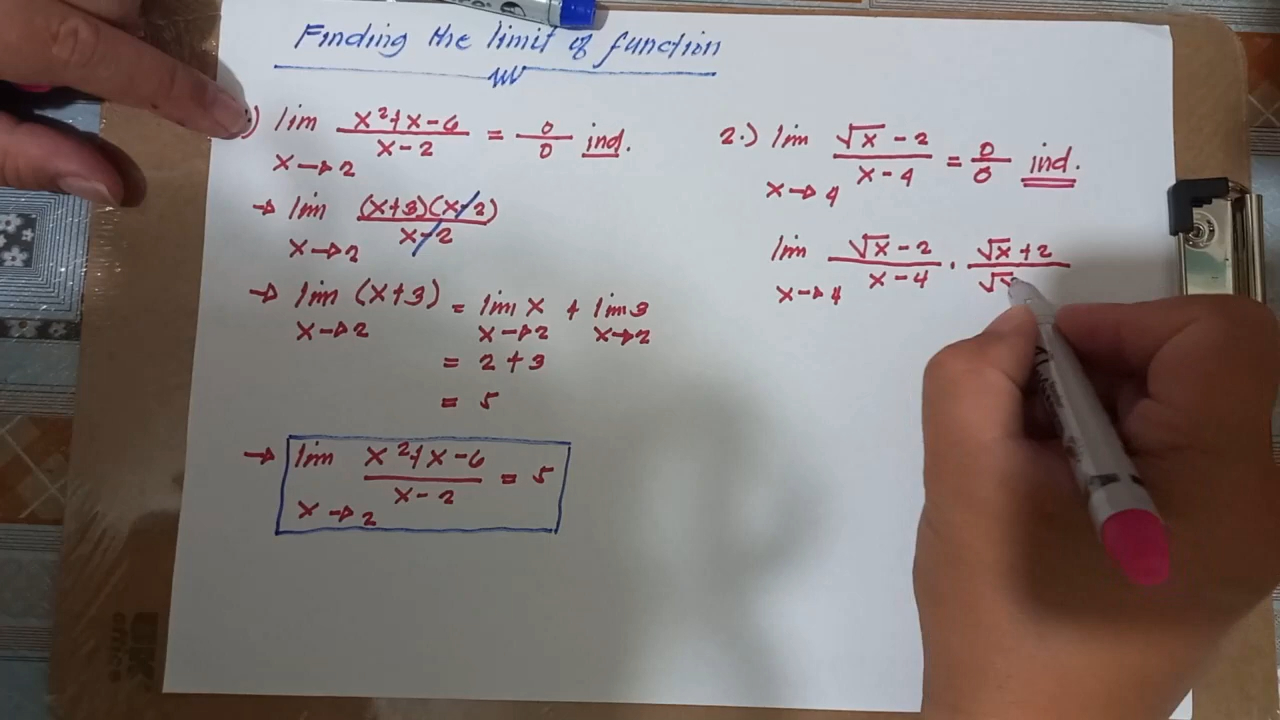 Finding the limit of function
1.) lim x²+x-6 / x-2 = 0/0 ind.
x→2
→ lim (x+3)(x-2) / x-2
x→2
→ lim (x+3) = lim x + lim 3
x→2 x→2 x→2
= 2+3
= 5
→ lim x²+x-6 / x-2 = 5
x→2
2.) lim √x-2 / x-4 = 0/0 ind.
x→4
lim √x-2 / x-4 · √x+2 / √x
x→4